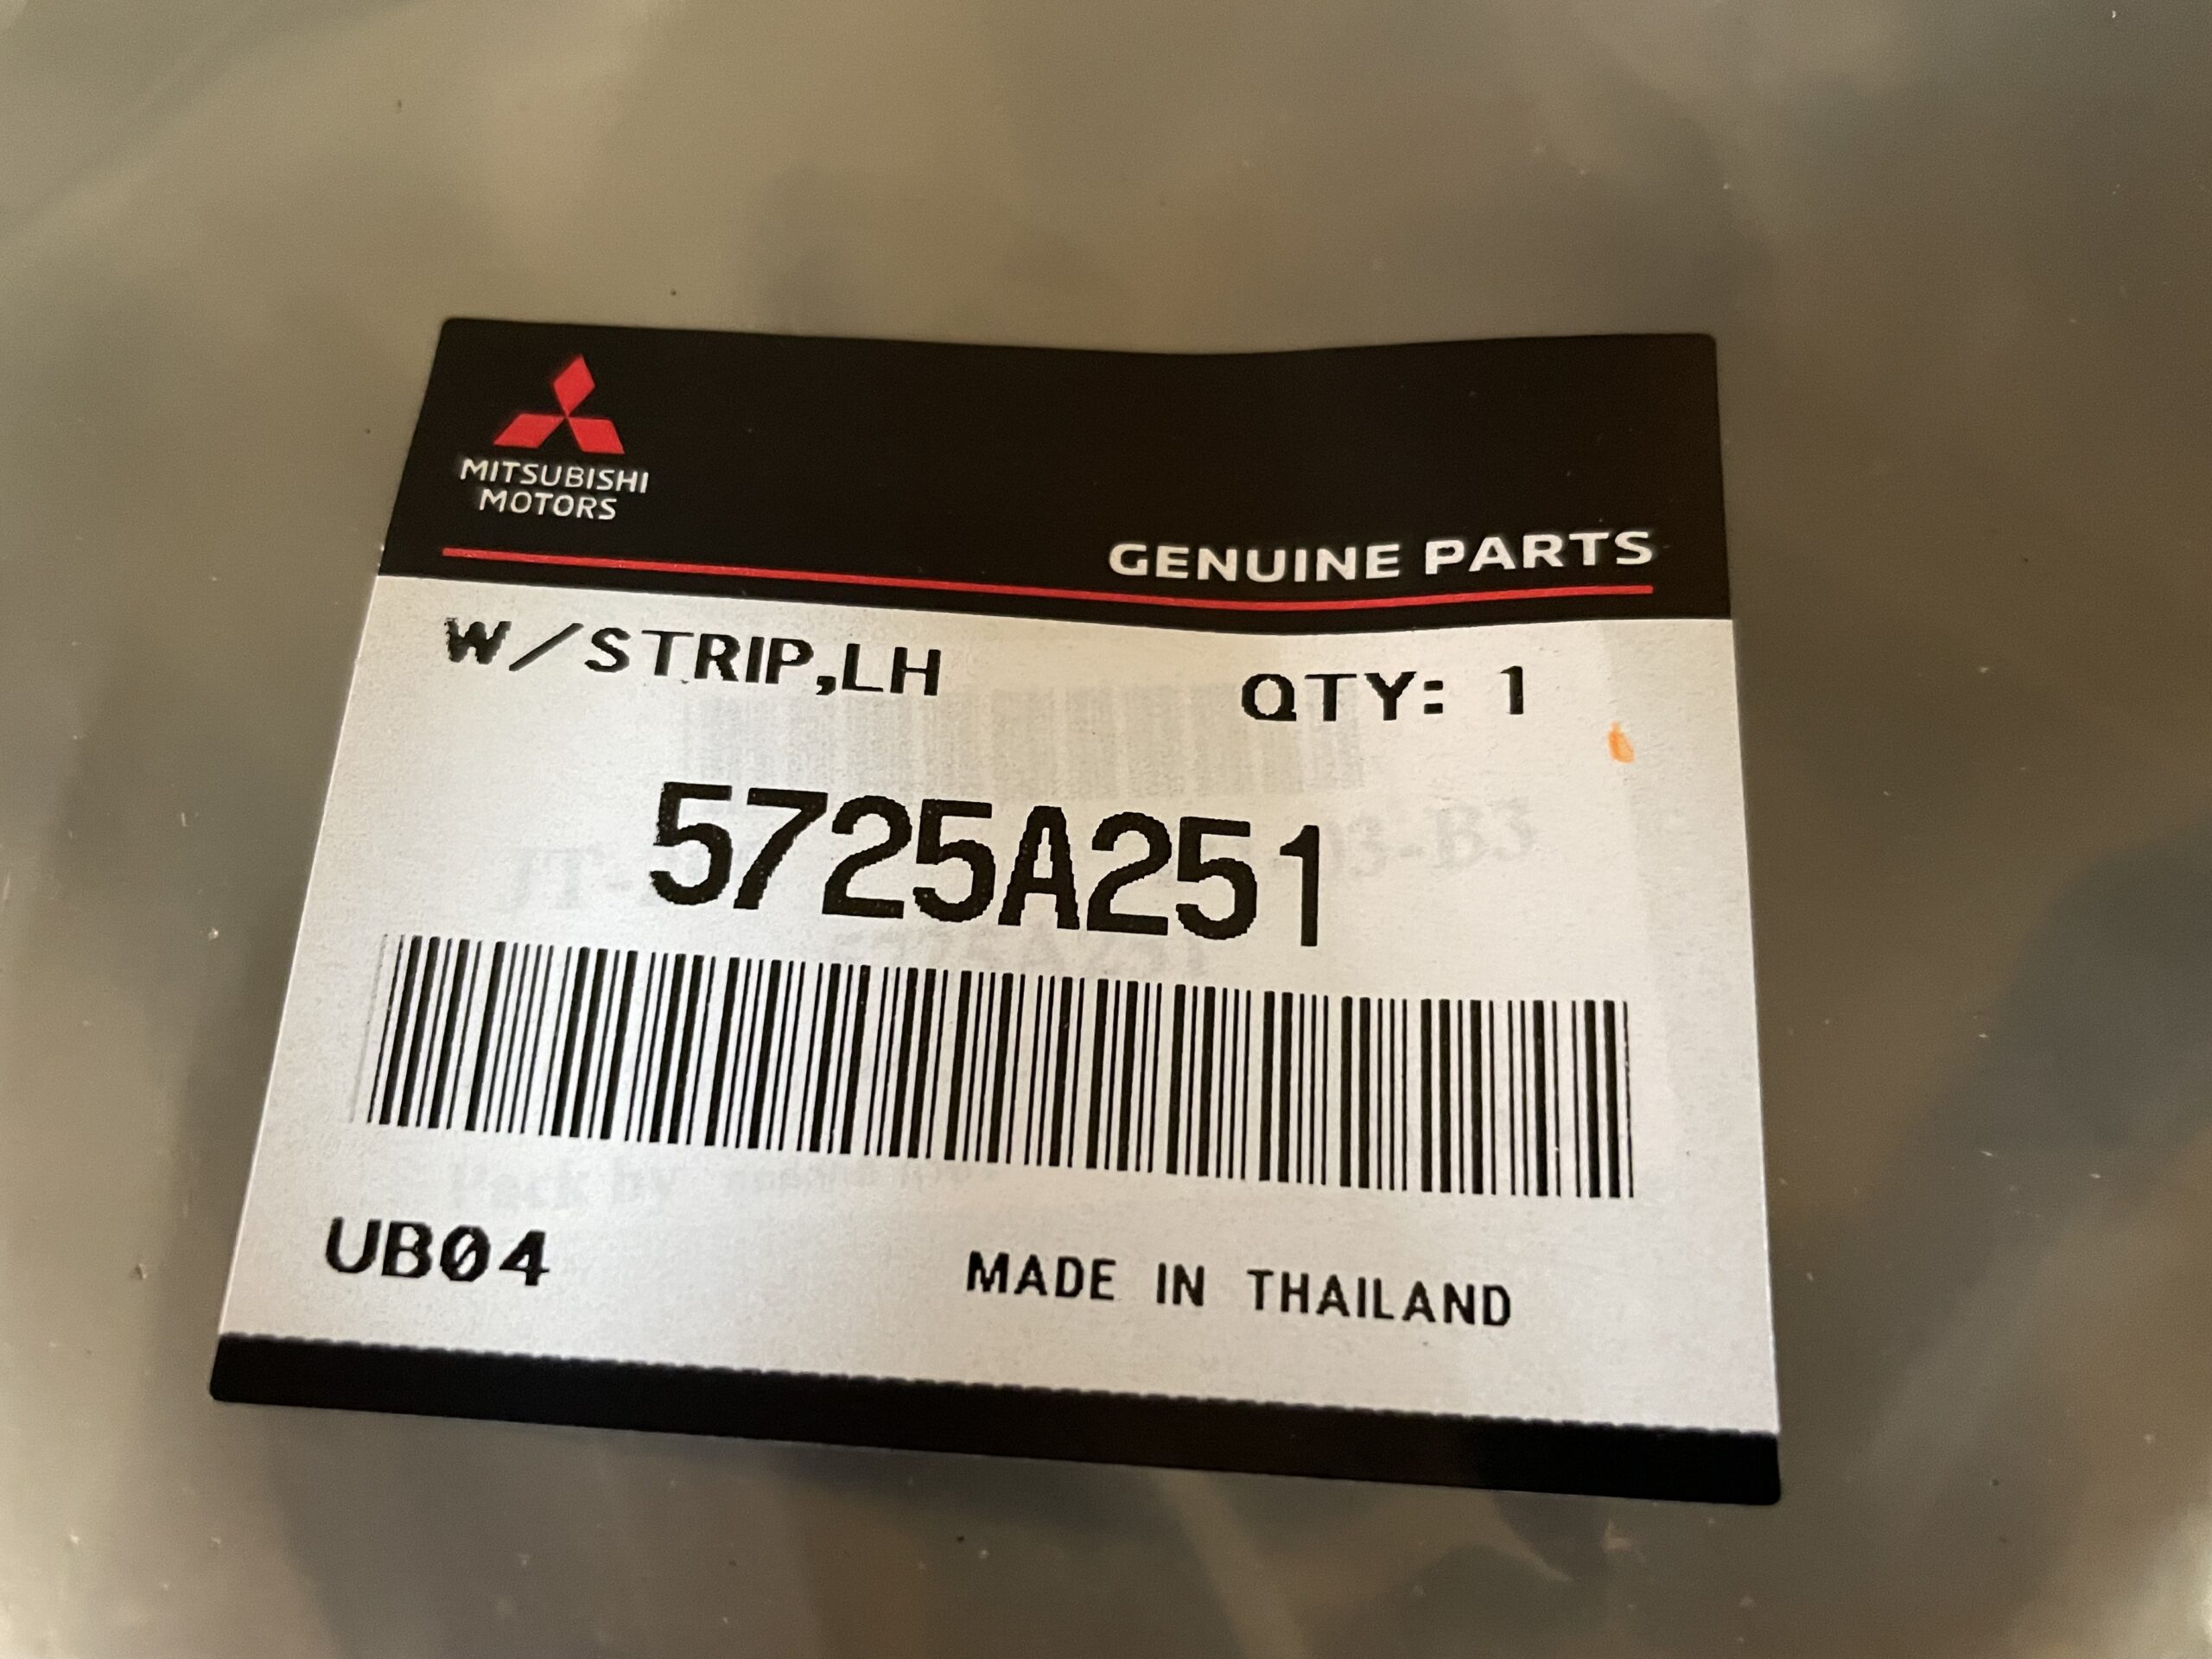 MITSUBISHI
MOTORS
GENUINE PARTS
W/STRIP,LH QTY: 1
5725A251
UB04 MADE IN THAILAND